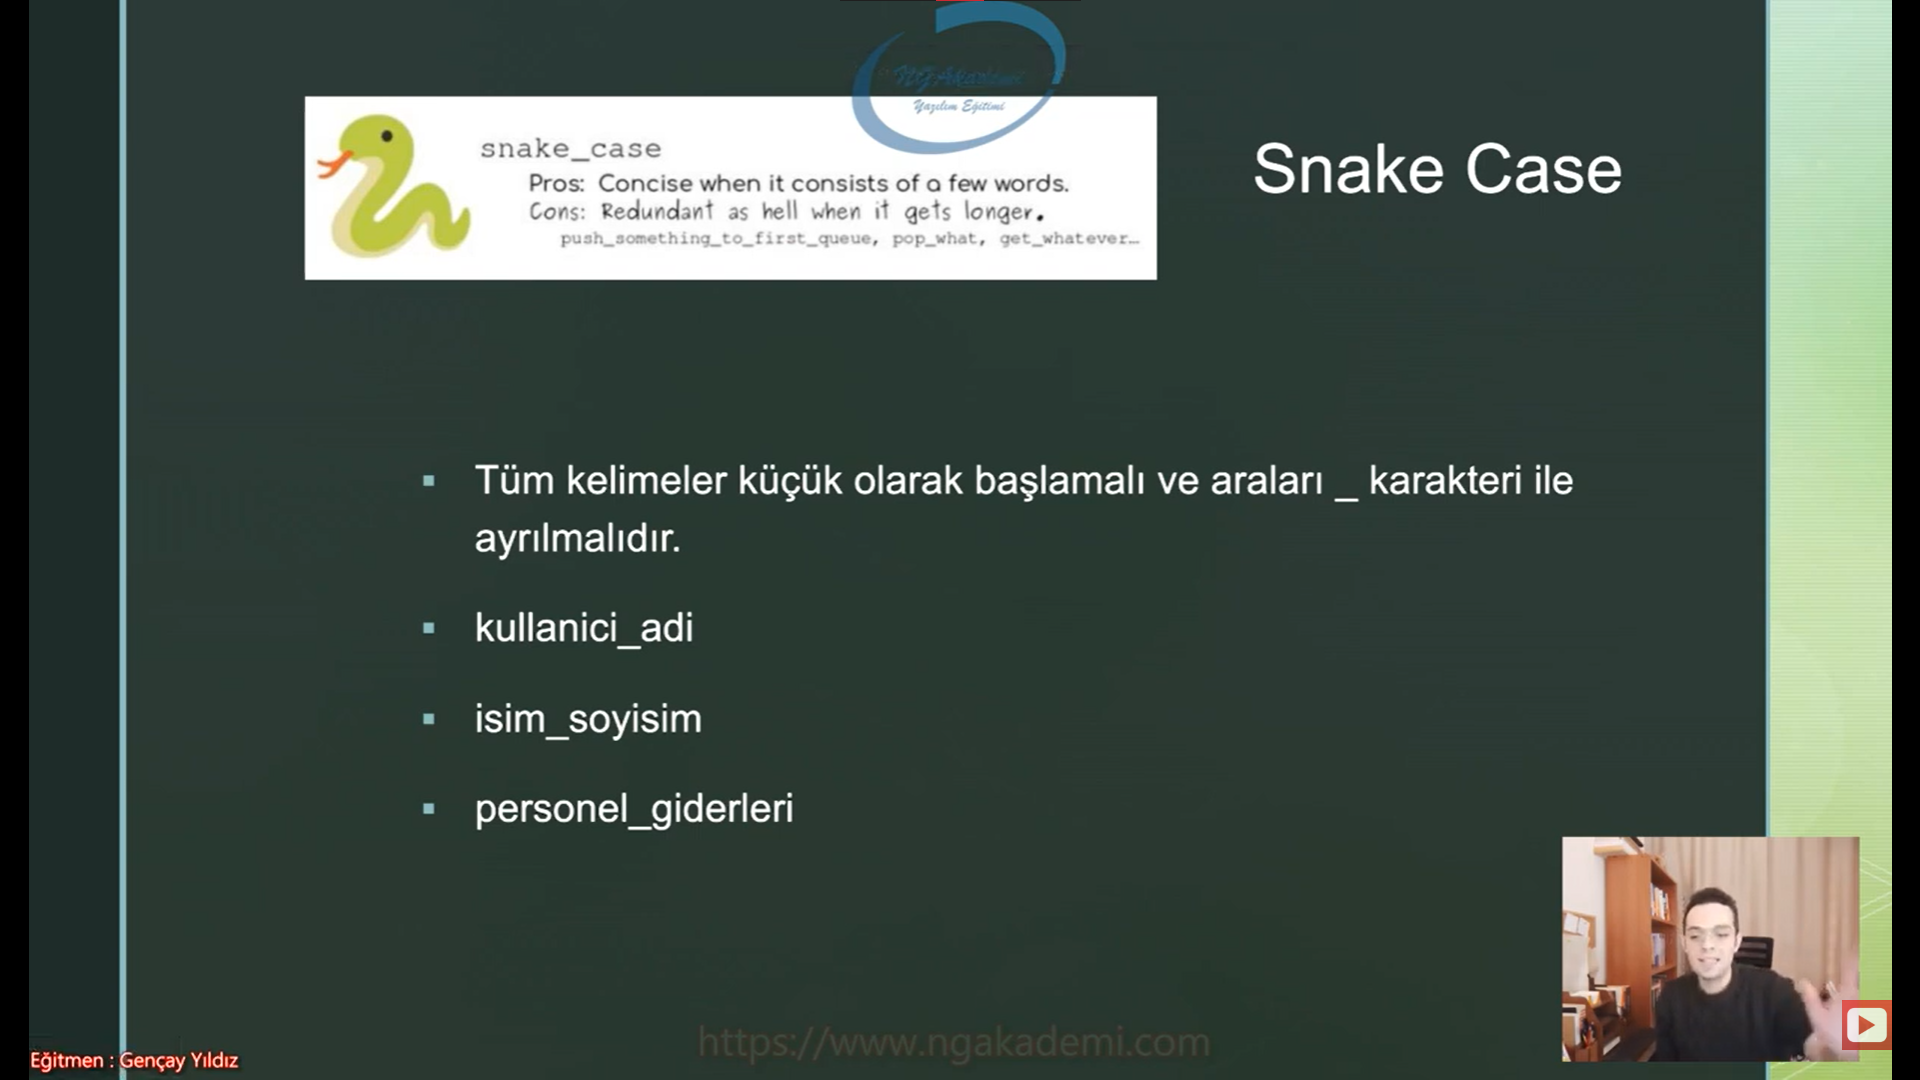 NG Akademi
Yazılım Eğitimi
snake_case
Pros: Concise when it consists of a few words.
Cons: Redundant as hell when it gets longer.
push_something_to_first_queue, pop_what, get_whatever…
Snake Case
Tüm kelimeler küçük olarak başlamalı ve araları _ karakteri ile
ayrılmalıdır.
kullanici_adi
isim_soyisim
personel_giderleri
https://www.ngakademi.com
Eğitmen : Gençay Yıldız